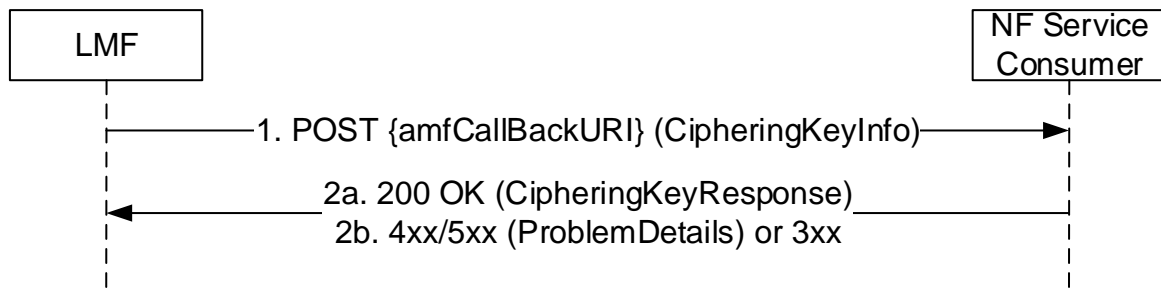 LMF
NF Service
Consumer
1. POST {amfCallBackURI} (CipheringKeyInfo)
2a. 200 OK (CipheringKeyResponse)
2b. 4xx/5xx (ProblemDetails) or 3xx